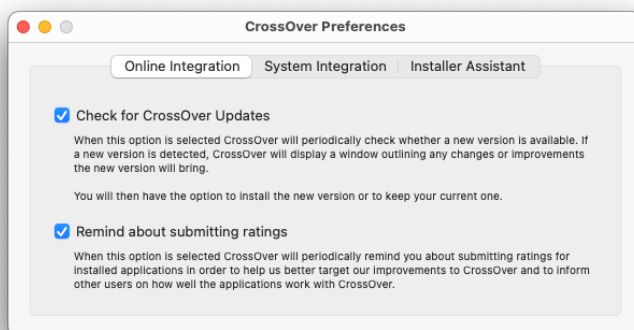 CrossOver Preferences
Online Integration System Integration Installer Assistant
Check for CrossOver Updates
When this option is selected CrossOver will periodically check whether a new version is available. If
a new version is detected, CrossOver will display a window outlining any changes or improvements
the new version will bring.
You will then have the option to install the new version or to keep your current one.
Remind about submitting ratings
When this option is selected CrossOver will periodically remind you about submitting ratings for
installed applications in order to help us better target our improvements to CrossOver and to inform
other users on how well the applications work with CrossOver.